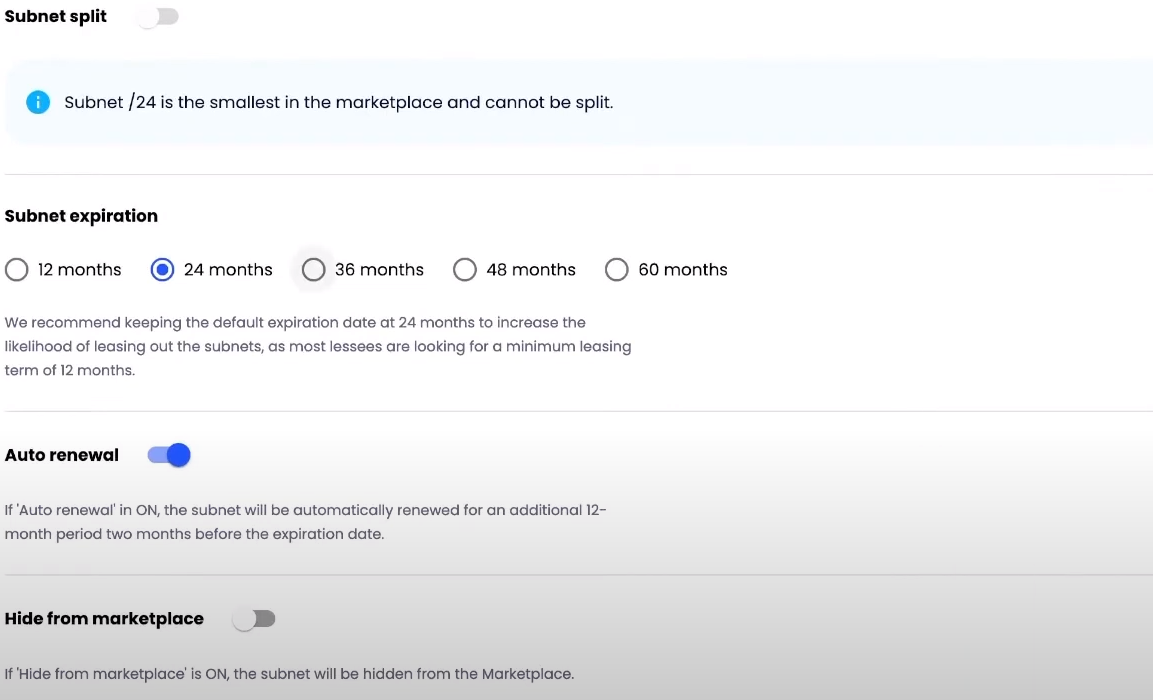 Subnet split
Subnet /24 is the smallest in the marketplace and cannot be split.
Subnet expiration
12 months 24 months 36 months 48 months 60 months
We recommend keeping the default expiration date at 24 months to increase the
likelihood of leasing out the subnets, as most lessees are looking for a minimum leasing
term of 12 months.
Auto renewal
If 'Auto renewal' in ON, the subnet will be automatically renewed for an additional 12-
month period two months before the expiration date.
Hide from marketplace
If 'Hide from marketplace' is ON, the subnet will be hidden from the Marketplace.